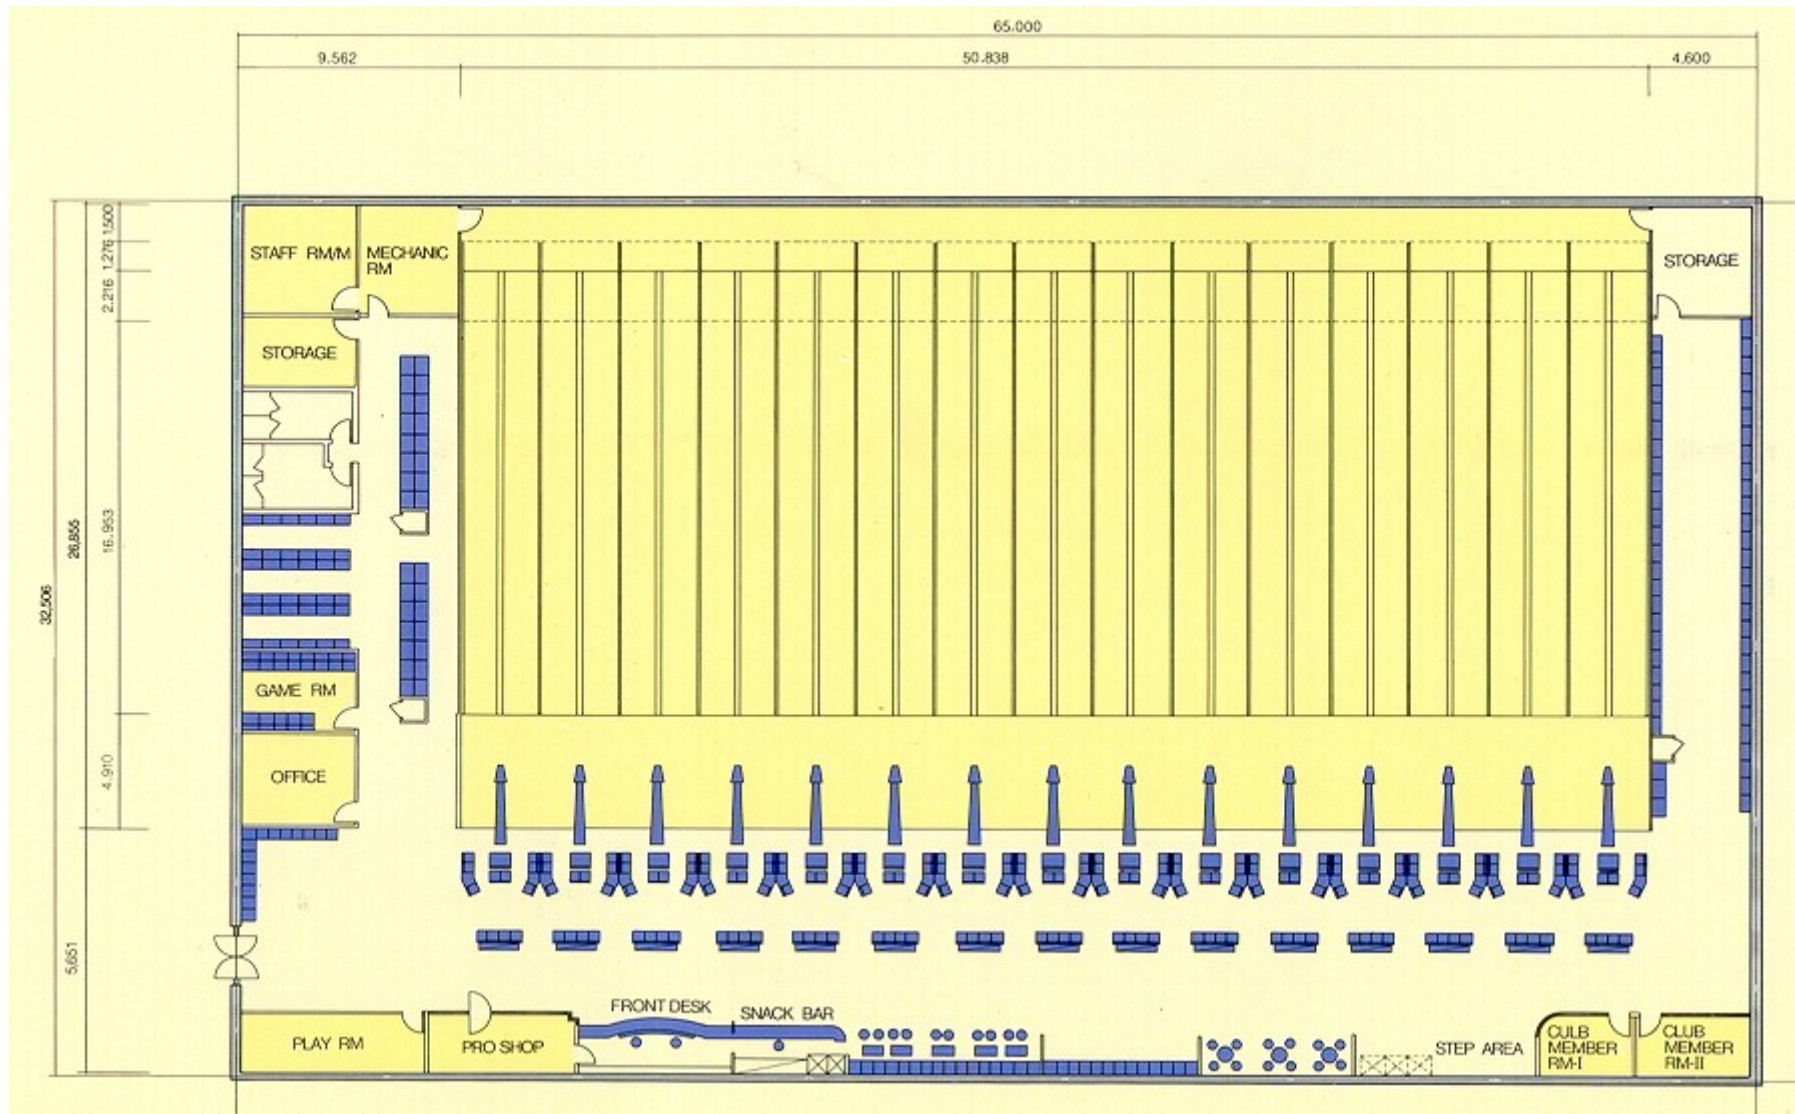 65.000
9.562
50.838
4.600
1,500
1,276
2,216
16,953
4,910
26,855
5,651
32,506
STAFF RM/M
MECHANIC
RM
STORAGE
STORAGE
GAME RM
OFFICE
FRONT DESK
SNACK BAR
PLAY RM
PRO SHOP
STEP AREA
CULB
MEMBER
RM-I
CLUB
MEMBER
RM-II